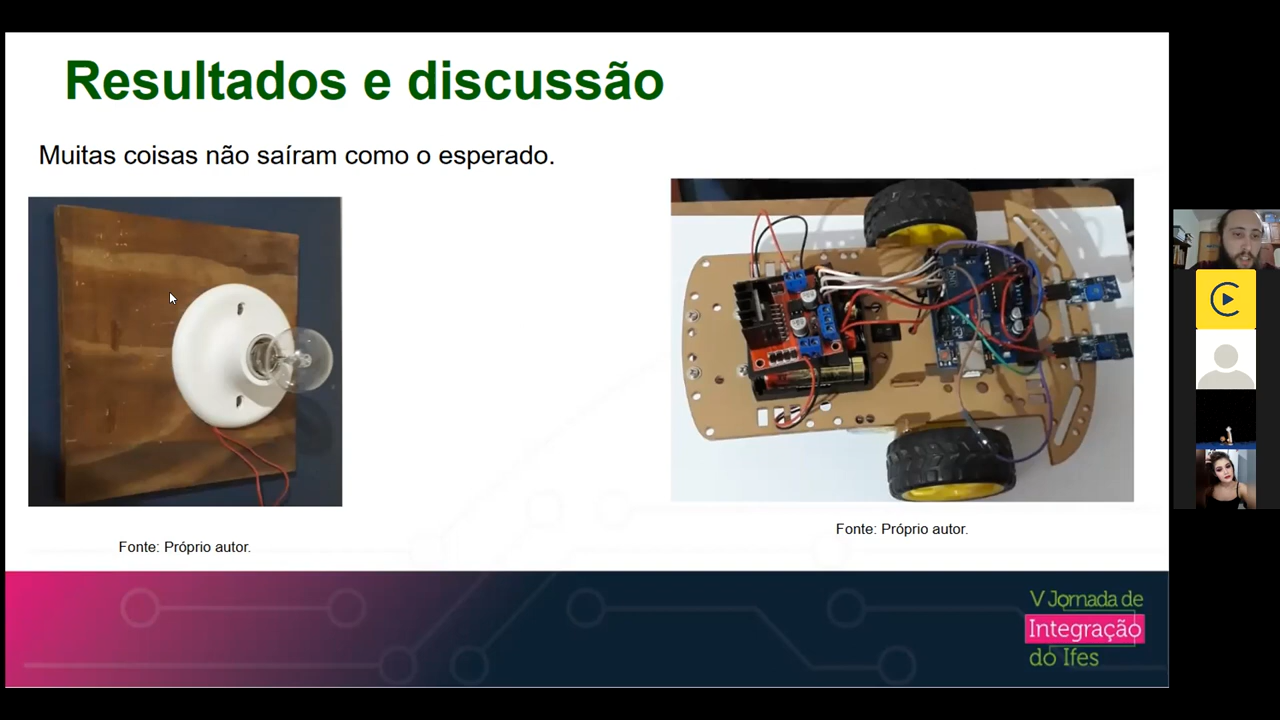 Resultados e discussão
Muitas coisas não saíram como o esperado.
Fonte: Próprio autor.
Fonte: Próprio autor.
V Jornada de
Integração
do Ifes